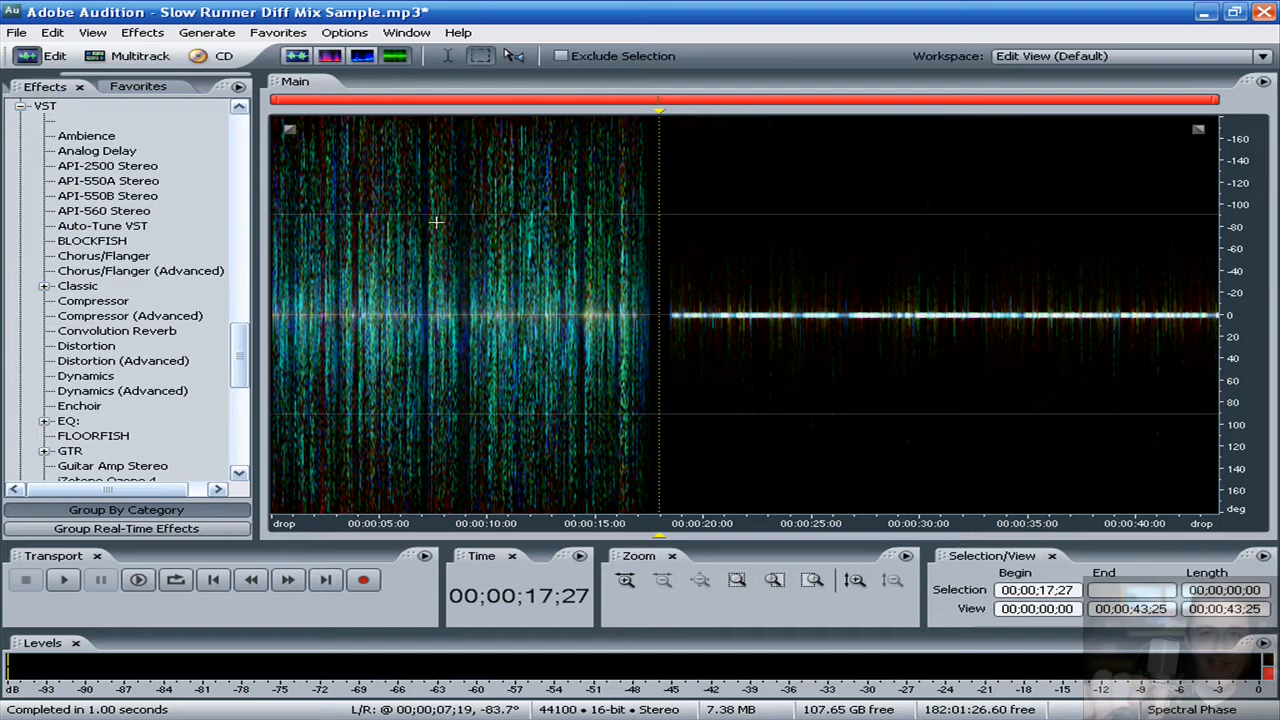 Adobe Audition - Slow Runner Diff Mix Sample.mp3*
File Edit View Effects Generate Favorites Options Window Help
Edit Multitrack CD Exclude Selection Workspace: Edit View (Default)
Effects Favorites
VST
Ambience
Analog Delay
API-2500 Stereo
API-550A Stereo
API-550B Stereo
API-560 Stereo
Auto-Tune VST
BLOCKFISH
Chorus/Flanger
Chorus/Flanger (Advanced)
Classic
Compressor
Compressor (Advanced)
Convolution Reverb
Distortion
Distortion (Advanced)
Dynamics
Dynamics (Advanced)
Enchoir
EQ:
FLOORFISH
GTR
Guitar Amp Stereo
iZotope Ozone 4
Group By Category
Group Real-Time Effects
Main
-160
-140
-120
-100
-80
-60
-40
-20
0
20
40
60
80
100
120
140
160
deg
drop 00:00:05:00 00:00:10:00 00:00:15:00 00:00:20:00 00:00:25:00 00:00:30:00 00:00:35:00 00:00:40:00 drop
Transport
Time
00;00;17;27
Zoom
Selection/View
Begin End Length
Selection 00;00;17;27 00;00;00;00
View 00;00;00;00 00;00;43;25 00;00;43;25
Levels
dB -93 -90 -87 -84 -81 -78 -75 -72 -69 -66 -63 -60 -57 -54 -51 -48 -45 -42 -39 -36 -33 -30 -27 -24 -21 -18 -15 -12 -9 -6 -3 0
Completed in 1.00 seconds L/R: @ 00;00;07;19, -83.7° 44100 • 16-bit • Stereo 7.38 MB 107.65 GB free 182:01:26.60 free Spectral Phase